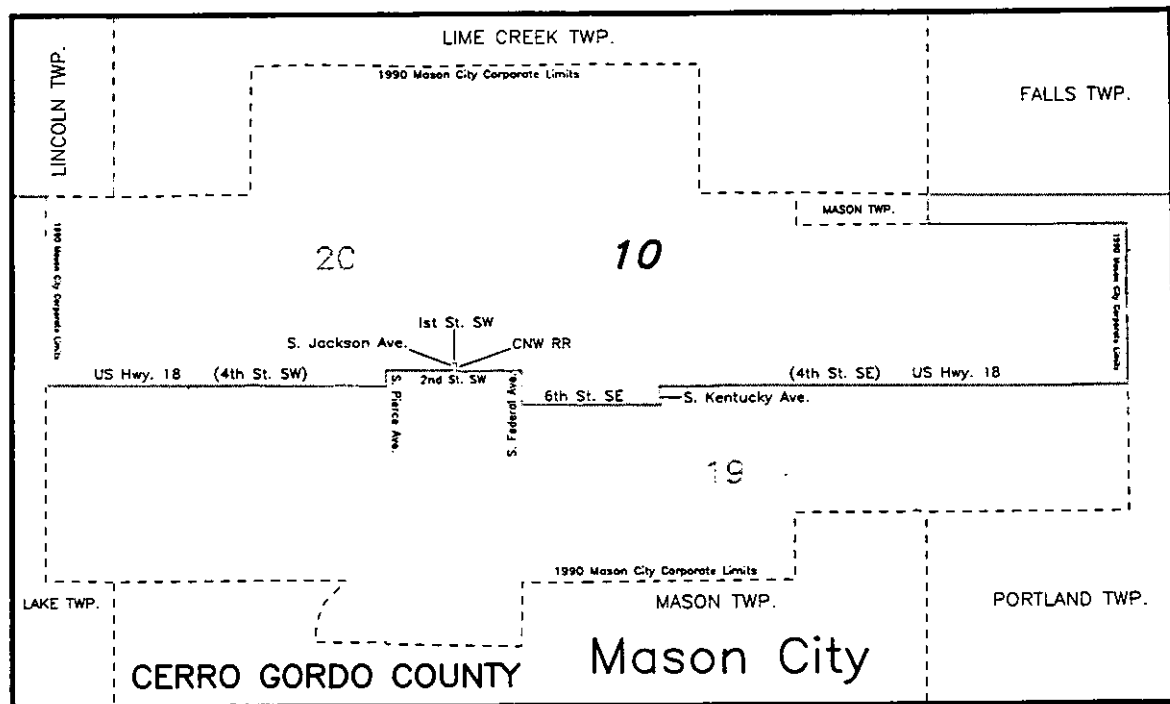 LIME CREEK TWP.
LINCOLN TWP.
1990 Mason City Corporate Limits
FALLS TWP.
MASON TWP.
1990 Mason City Corporate Limits
1990 Mason City Corporate Limits
20
10
1st St. SW
S. Jackson Ave.
CNW RR
US Hwy. 18 (4th St. SW)
2nd St. SW
(4th St. SE) US Hwy. 18
S. Pierce Ave.
S. Federal Ave.
6th St. SE
S. Kentucky Ave.
19
1990 Mason City Corporate Limits
LAKE TWP.
MASON TWP.
PORTLAND TWP.
CERRO GORDO COUNTY
Mason City